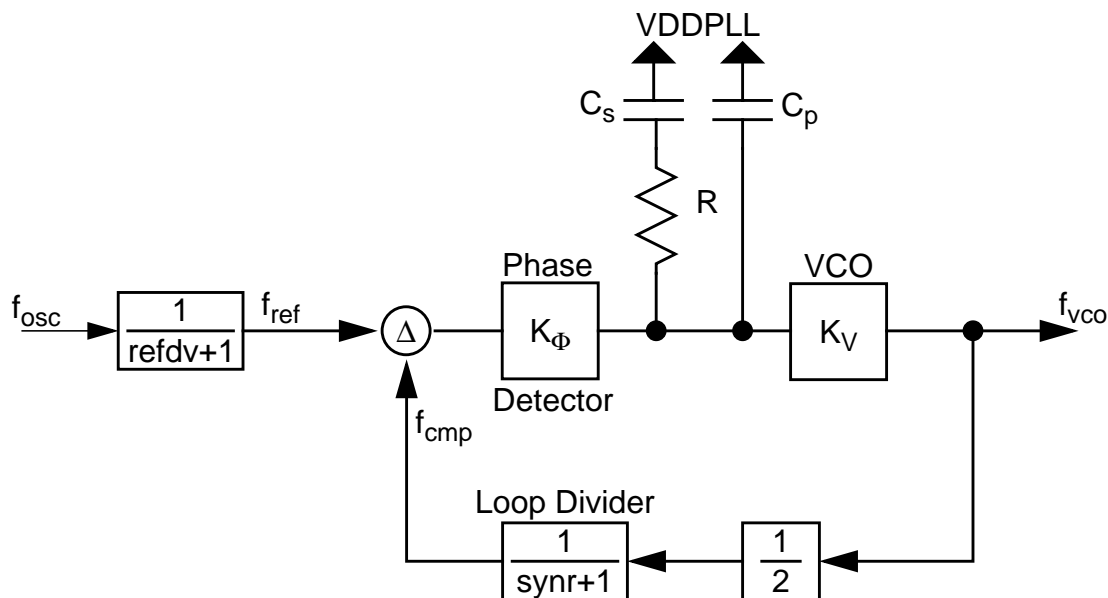 VDDPLL
Cs
Cp
R
Phase
VCO
fosc
1
refdv+1
fref
Δ
KΦ
KV
fvco
Detector
fcmp
Loop Divider
1
synr+1
1
2